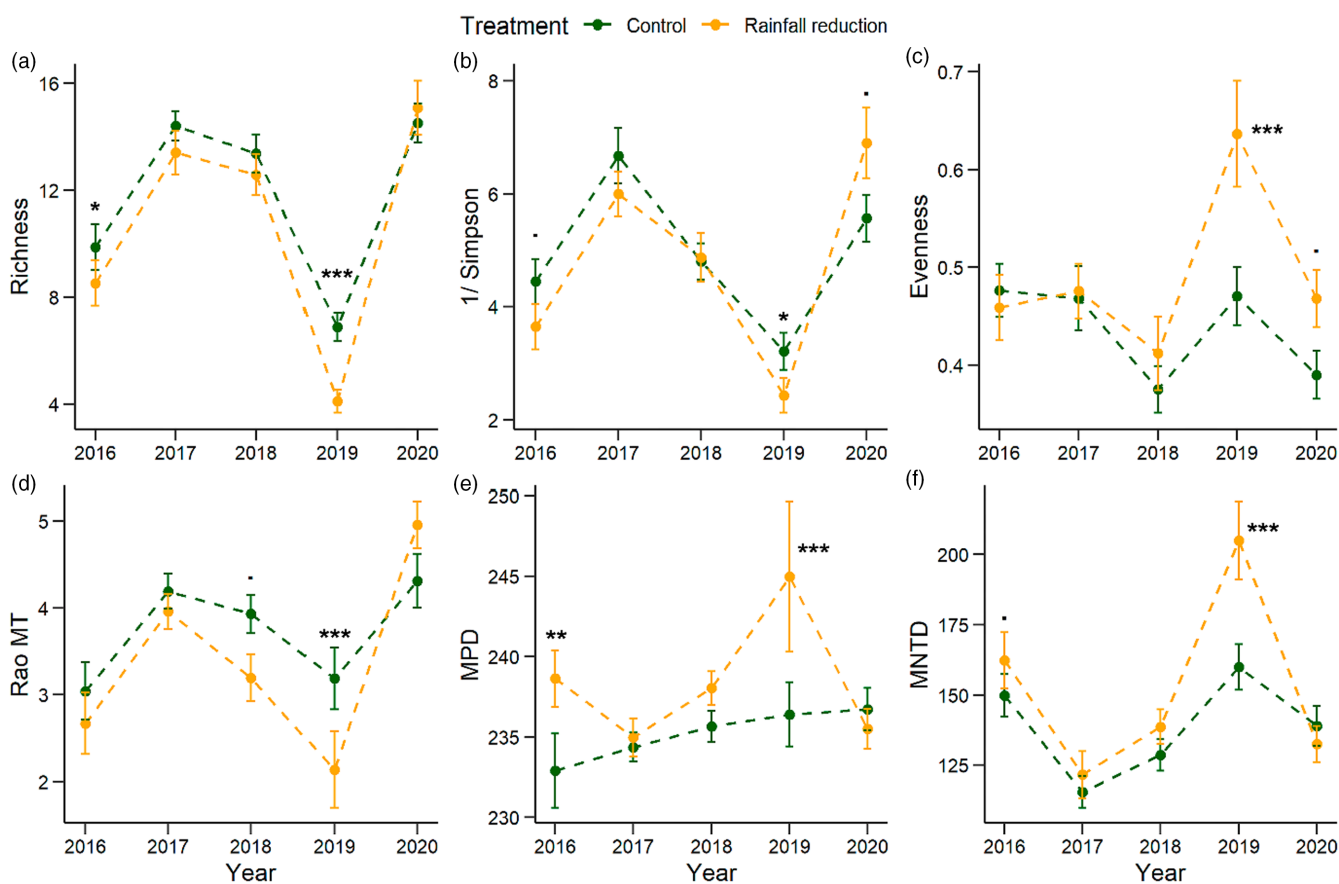 Treatment Control Rainfall reduction
(a) (b) (c)
Richness
16
12
8
4
*
***
2016 2017 2018 2019 2020
1/ Simpson
8
6
4
2
.
*
.
2016 2017 2018 2019 2020
Evenness
0.7
0.6
0.5
0.4
***
.
2016 2017 2018 2019 2020
(d) (e) (f)
Rao MT
5
4
3
2
.
***
2016 2017 2018 2019 2020
Year
MPD
250
245
240
235
230
**
***
2016 2017 2018 2019 2020
Year
MNTD
200
175
150
125
.
***
2016 2017 2018 2019 2020
Year